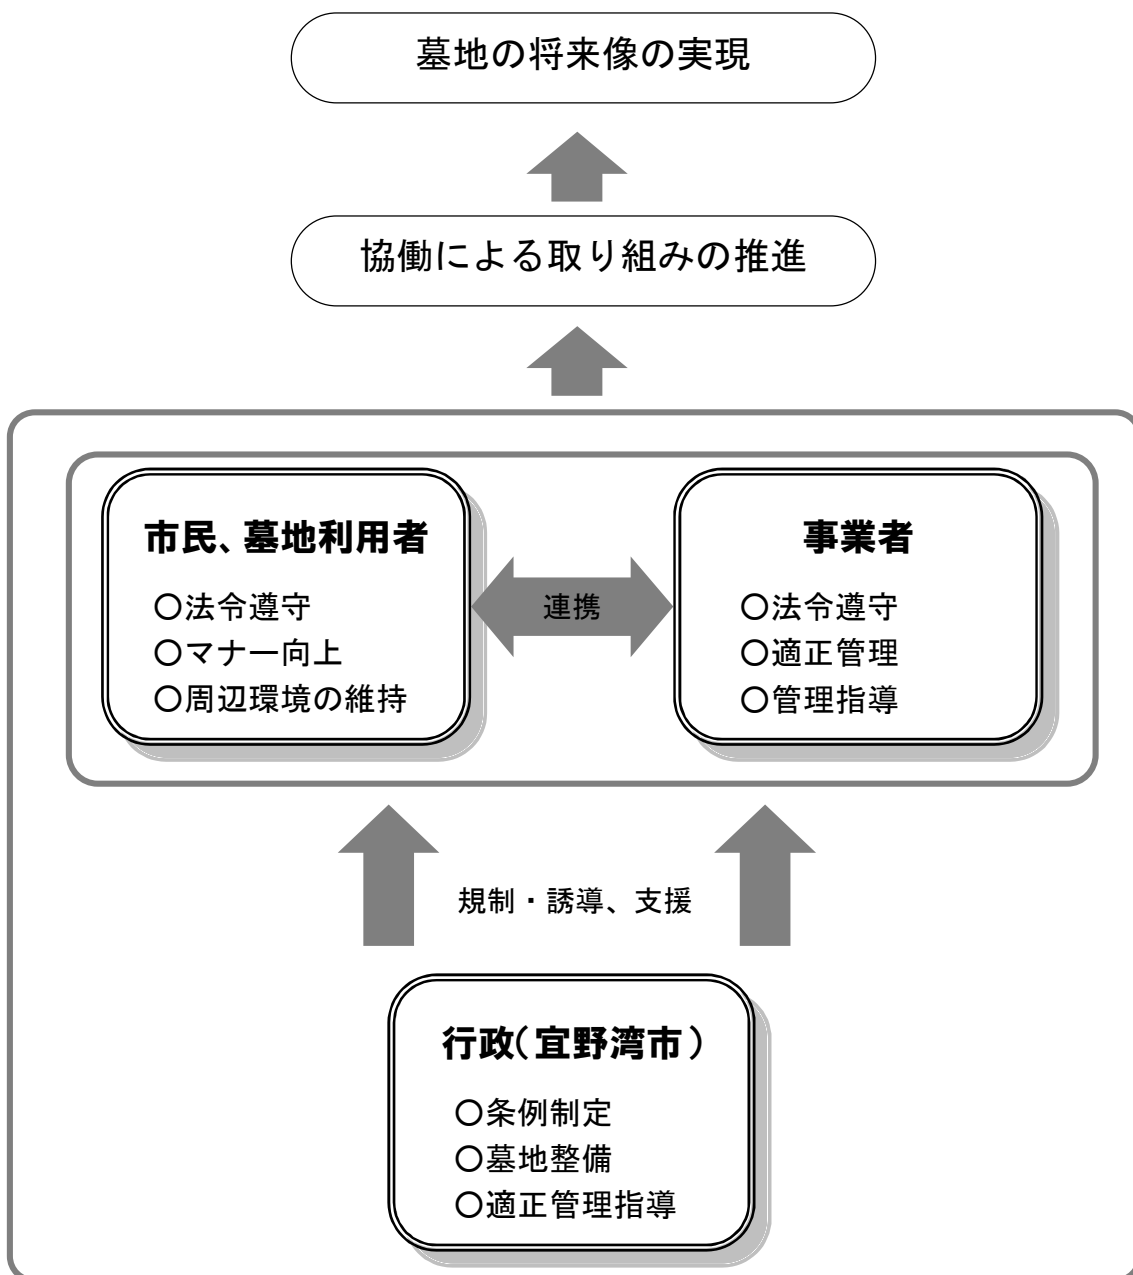 墓地の将来像の実現
協働による取り組みの推進
市民、墓地利用者
○法令遵守
○マナー向上
○周辺環境の維持
連携
事業者
○法令遵守
○適正管理
○管理指導
規制・誘導、支援
行政(宜野湾市)
○条例制定
○墓地整備
○適正管理指導